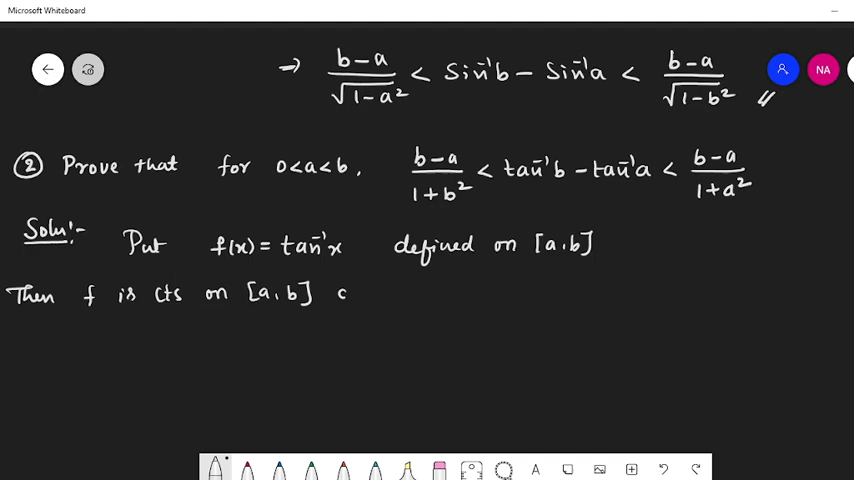 Microsoft Whiteboard
→ b−a/√1−a² < Sin⁻¹b − Sin⁻¹a < b−a/√1−b² //
NA
② Prove that for 0<a<b, b−a/1+b² < tan⁻¹b − tan⁻¹a < b−a/1+a²
Soln:- Put f(x) = tan⁻¹x defined on [a,b]
Then f is cts on [a,b] c
A